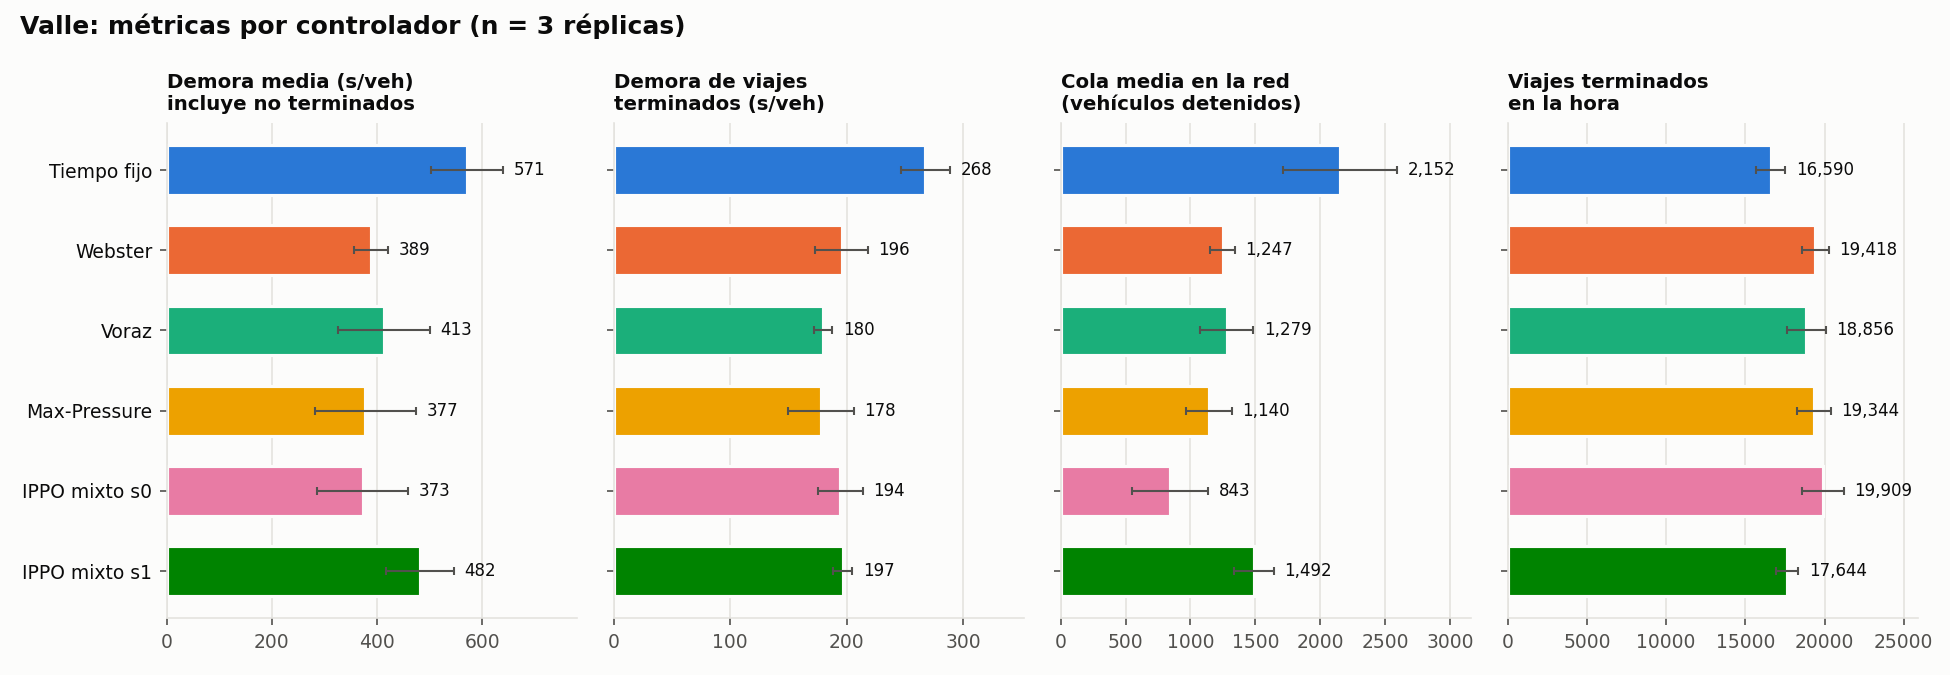 Valle: métricas por controlador (n = 3 réplicas)
Demora media (s/veh)
incluye no terminados
Demora de viajes
terminados (s/veh)
Cola media en la red
(vehículos detenidos)
Viajes terminados
en la hora
Tiempo fijo
571
268
2,152
16,590
Webster
389
196
1,247
19,418
Voraz
413
180
1,279
18,856
Max-Pressure
377
178
1,140
19,344
IPPO mixto s0
373
194
843
19,909
IPPO mixto s1
482
197
1,492
17,644
0 200 400 600
0 100 200 300
0 500 1000 1500 2000 2500 3000
0 5000 10000 15000 20000 25000